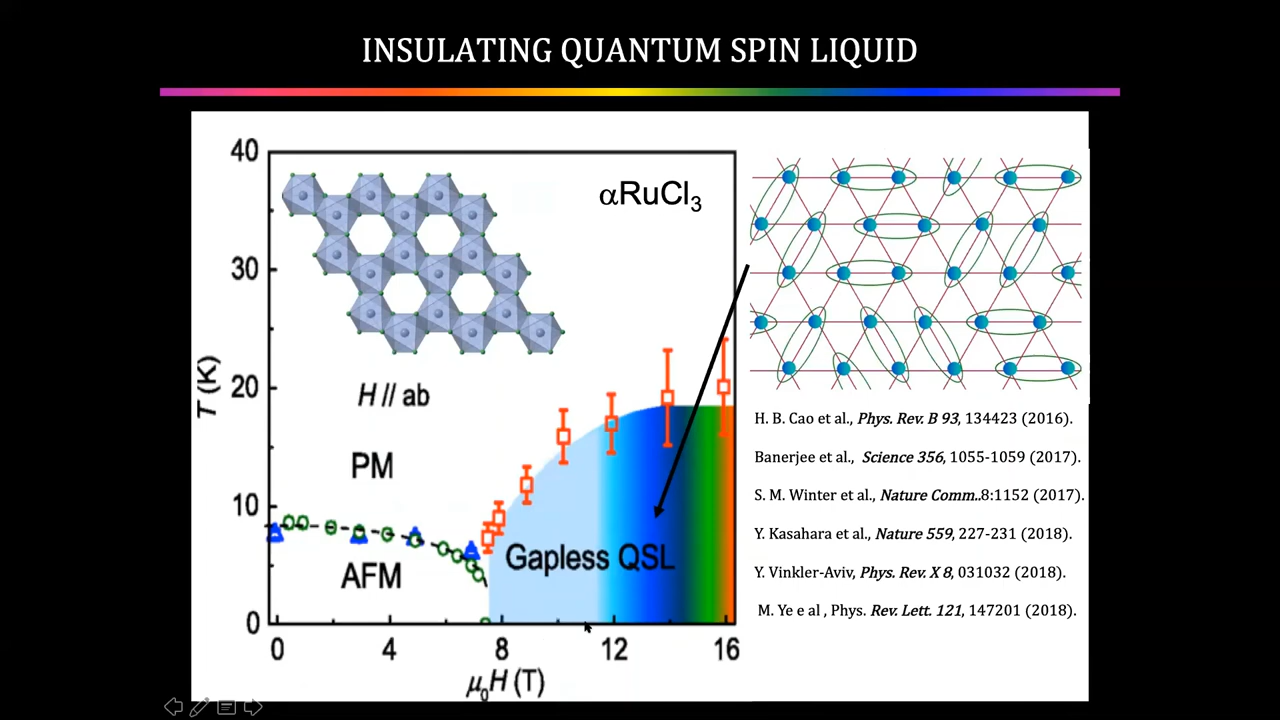 INSULATING QUANTUM SPIN LIQUID
40
30
20
10
0
T (K)
αRuCl3
H // ab
PM
AFM
Gapless QSL
0 4 8 12 16
μ0H (T)
H. B. Cao et al., Phys. Rev. B 93, 134423 (2016).
Banerjee et al., Science 356, 1055-1059 (2017).
S. M. Winter et al., Nature Comm..8:1152 (2017).
Y. Kasahara et al., Nature 559, 227-231 (2018).
Y. Vinkler-Aviv, Phys. Rev. X 8, 031032 (2018).
M. Ye e al , Phys. Rev. Lett. 121, 147201 (2018).